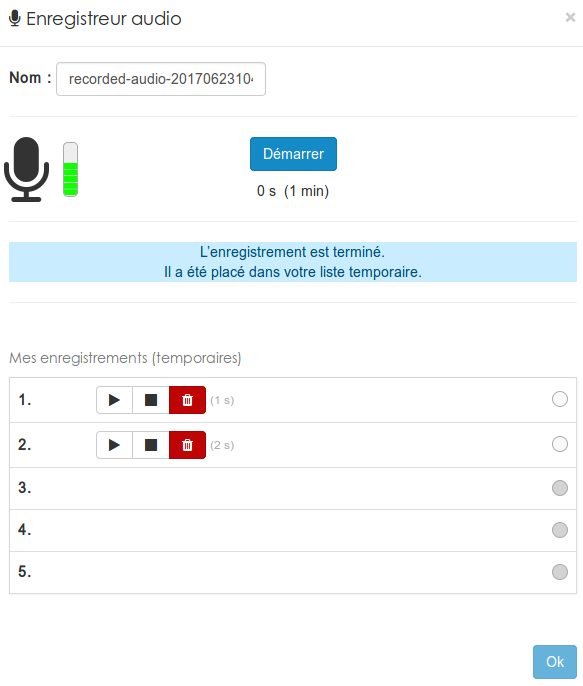 Enregistreur audio
×
Nom :
recorded-audio-2017062310
Démarrer
0 s (1 min)
L'enregistrement est terminé.
Il a été placé dans votre liste temporaire.
Mes enregistrements (temporaires)
1.
(1 s)
2.
(2 s)
3.
4.
5.
Ok